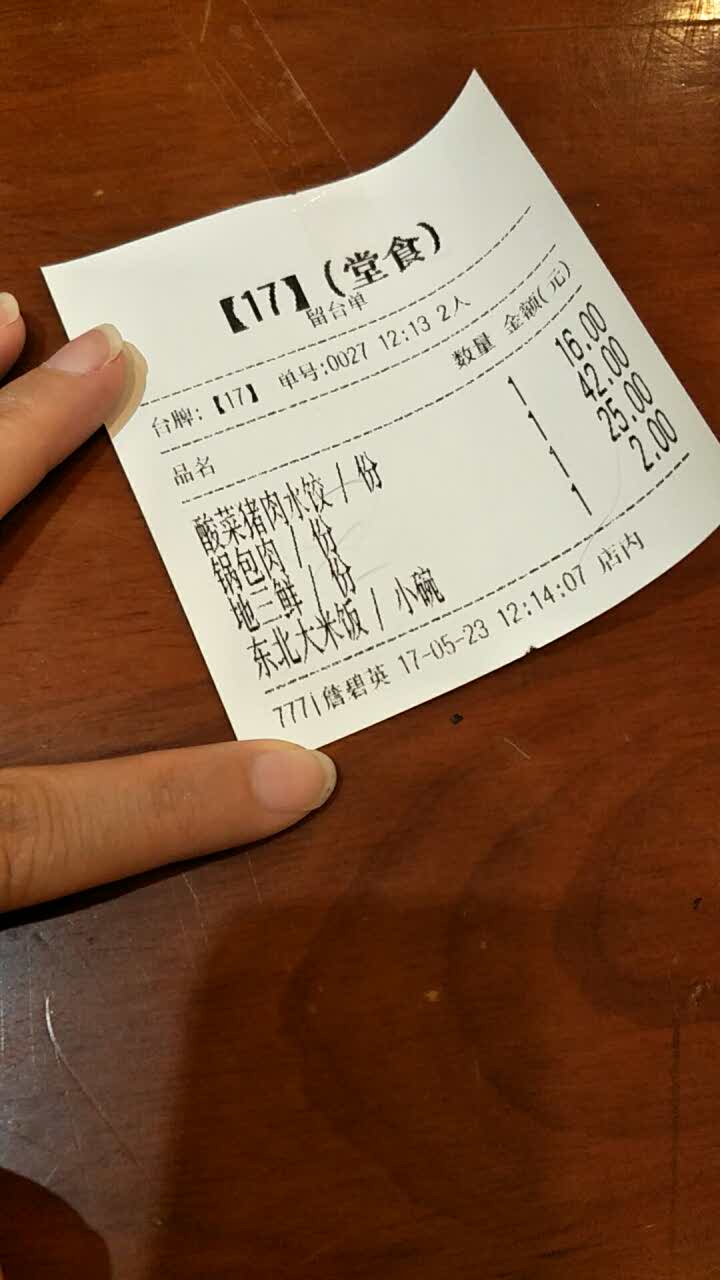 【17】(堂食)
留台单
台牌:【17】 单号:0027 12:13 2人
品名 数量 金额(元)
酸菜猪肉水饺/份 1 16.00
锅包肉/份 1 42.00
地三鲜/份 1 25.00
东北大米饭/小碗 1 2.00
777|詹碧英 17-05-23 12:14:07 店内